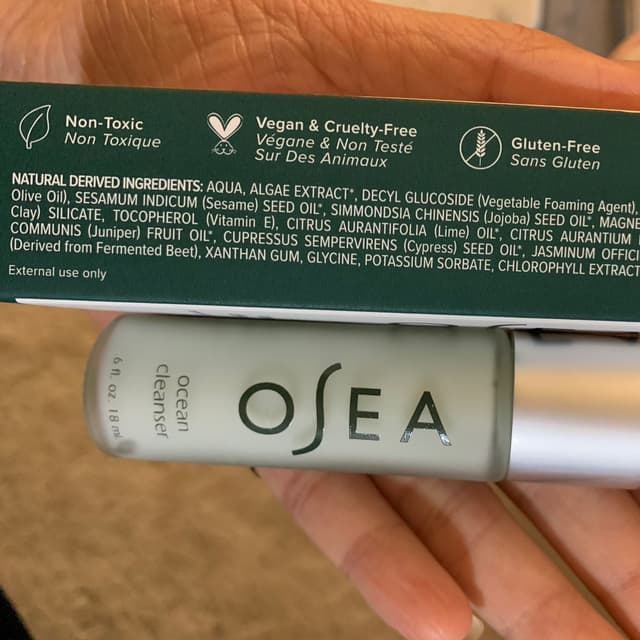 Non-Toxic
Non Toxique
Vegan & Cruelty-Free
Végane & Non Testé
Sur Des Animaux
Gluten-Free
Sans Gluten
NATURAL DERIVED INGREDIENTS: AQUA, ALGAE EXTRACT*, DECYL GLUCOSIDE (Vegetable Foaming Agent),
Olive Oil), SESAMUM INDICUM (Sesame) SEED OIL*, SIMMONDSIA CHINENSIS (Jojoba) SEED OIL*, MAGNE
Clay) SILICATE, TOCOPHEROL (Vitamin E), CITRUS AURANTIFOLIA (Lime) OIL*, CITRUS AURANTIUM
COMMUNIS (Juniper) FRUIT OIL*, CUPRESSUS SEMPERVIRENS (Cypress) SEED OIL*, JASMINUM OFFICI
(Derived from Fermented Beet), XANTHAN GUM, GLYCINE, POTASSIUM SORBATE, CHLOROPHYLL EXTRACT
External use only
OSEA
ocean
cleanser
.6 fl. oz. 18 ml